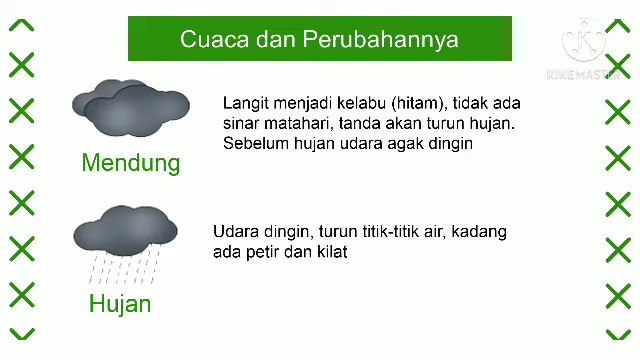 Cuaca dan Perubahannya
KINEMASTER
Langit menjadi kelabu (hitam), tidak ada
sinar matahari, tanda akan turun hujan.
Sebelum hujan udara agak dingin
Mendung
Udara dingin, turun titik-titik air, kadang
ada petir dan kilat
Hujan